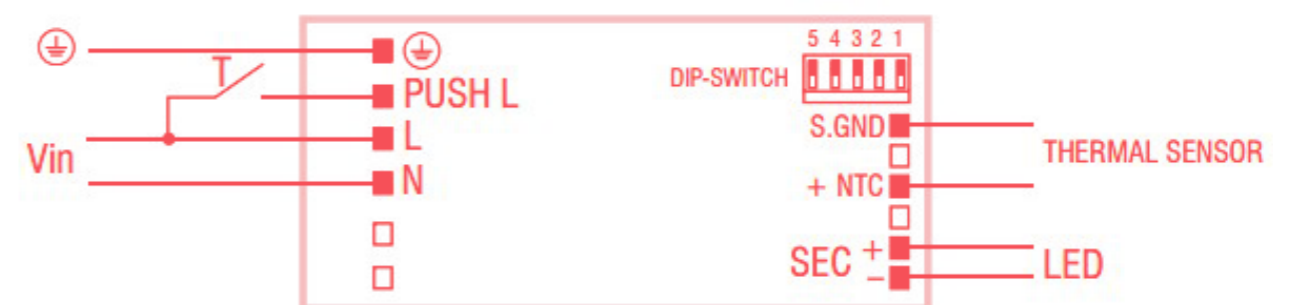 5 4 3 2 1
T
DIP-SWITCH
PUSH L
S.GND
L
Vin
THERMAL SENSOR
N
+ NTC
SEC +
−
LED